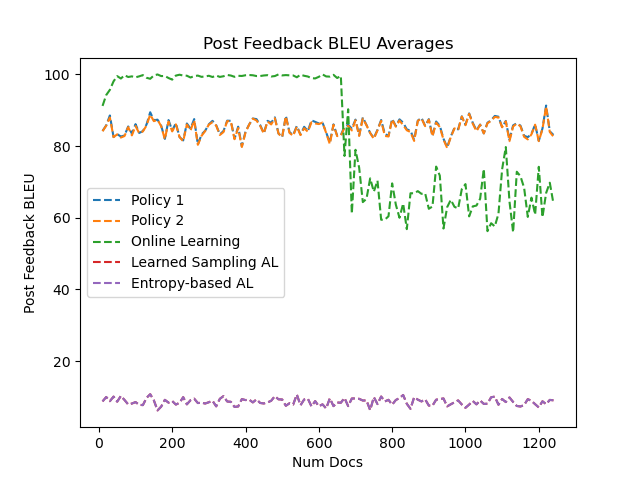 Post Feedback BLEU Averages
Post Feedback BLEU
100
80
60
40
20
Policy 1
Policy 2
Online Learning
Learned Sampling AL
Entropy-based AL
0 200 400 600 800 1000 1200
Num Docs